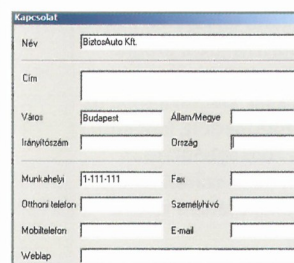 Kapcsolat
Név BiztosAuto Kft.
Cím
Város Budapest Állam/Megye
Irányítószám Ország
Munkahelyi 1-111-111 Fax
Otthoni telefon Személyhívó
Mobiltelefon E-mail
Weblap